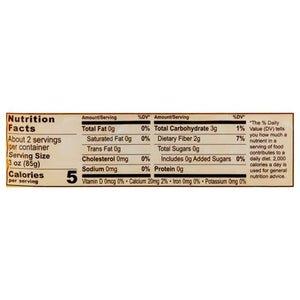 Nutrition
Facts
About 2 servings
per container
Serving Size
3 oz (85g)
Calories 5
per serving
Amount/Serving %DV*
Total Fat 0g 0%
Saturated Fat 0g 0%
Trans Fat 0g
Cholesterol 0mg 0%
Sodium 0mg 0%
Amount/Serving %DV*
Total Carbohydrate 3g 1%
Dietary Fiber 2g 7%
Total Sugars 0g
Includes 0g Added Sugars 0%
Protein 0g
Vitamin D 0mcg 0% • Calcium 20mg 2% • Iron 0mg 0% • Potassium 0mg 0%
*The % Daily
Value (DV) tells
you how much a
nutrient in a
serving of food
contributes to a
daily diet. 2,000
calories a day is
used for general
nutrition advice.